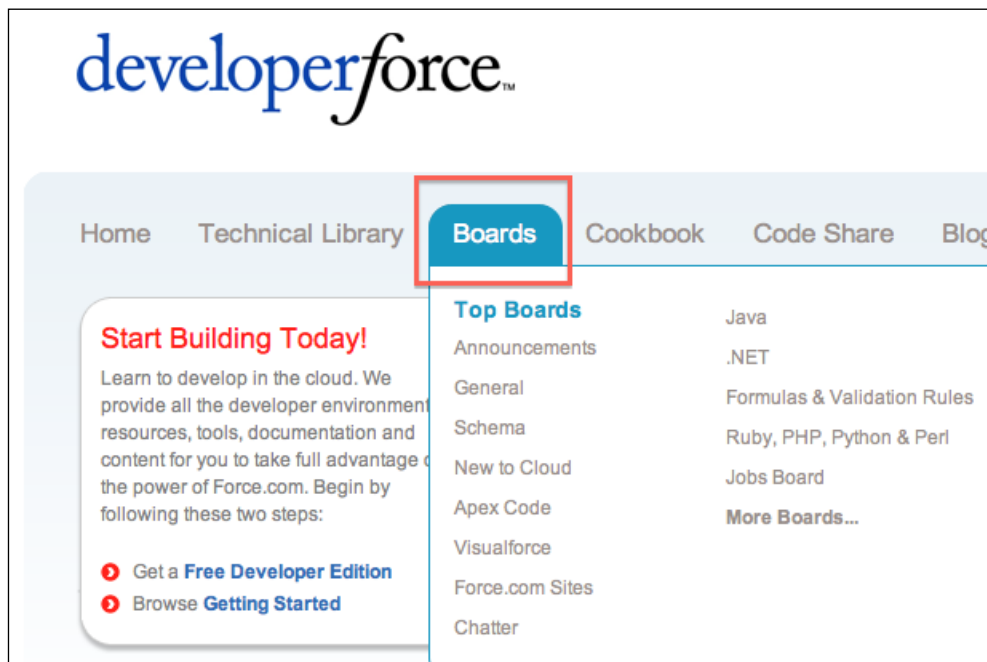 developerforce™
Home Technical Library Boards Cookbook Code Share
Start Building Today!
Learn to develop in the cloud. We
provide all the developer environment
resources, tools, documentation and
content for you to take full advantage
the power of Force.com. Begin by
following these two steps:
Get a Free Developer Edition
Browse Getting Started
Top Boards
Announcements
General
Schema
New to Cloud
Apex Code
Visualforce
Force.com Sites
Chatter
Java
.NET
Formulas & Validation Rules
Ruby, PHP, Python & Perl
Jobs Board
More Boards...